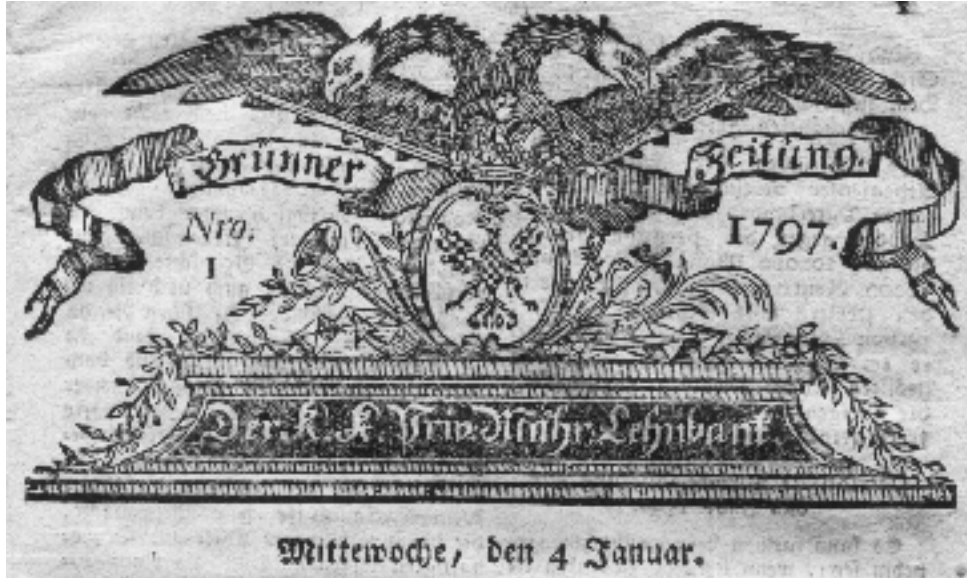 Brünner Zeitung.
Nro. 1797.
1
Der K. K. Priv. Mähr. Lehnbank.
Mittewoche, den 4 Januar.